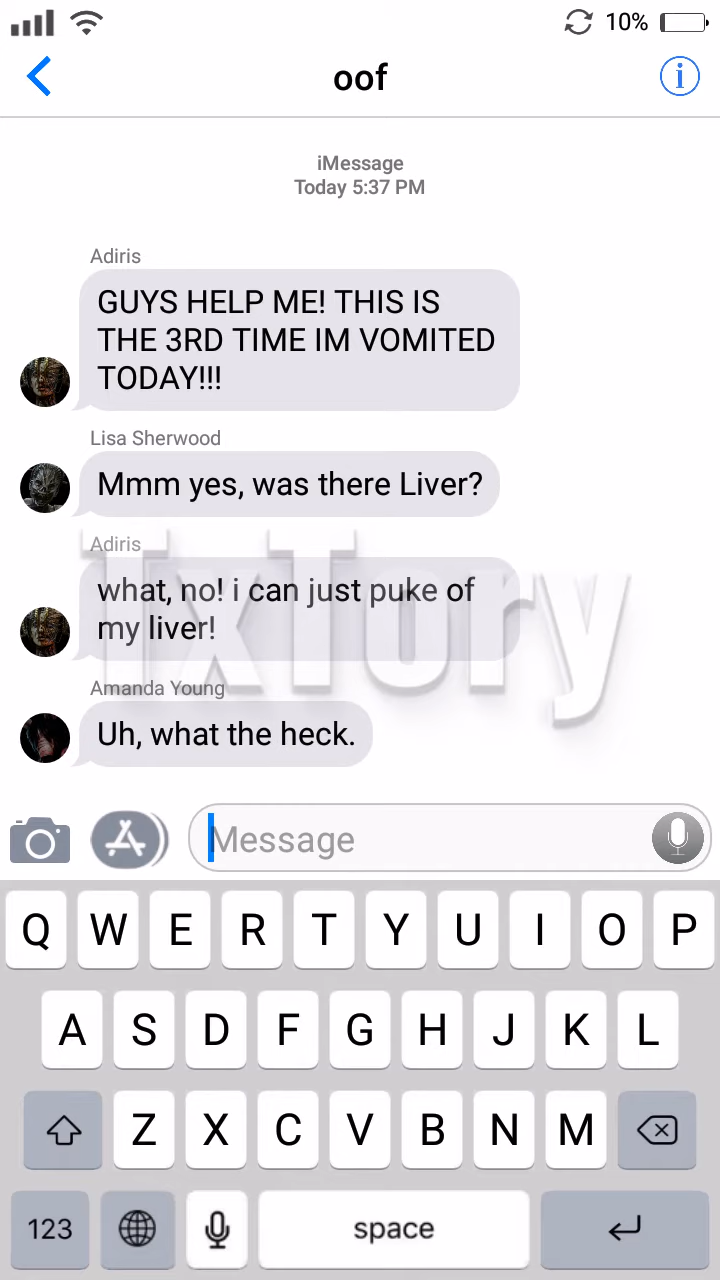 10%
oof
iMessage
Today 5:37 PM
Adiris
GUYS HELP ME! THIS IS
THE 3RD TIME IM VOMITED
TODAY!!!
Lisa Sherwood
Mmm yes, was there Liver?
Adiris
what, no! i can just puke of
my liver!
TxTory
Amanda Young
Uh, what the heck.
Message
Q W E R T Y U I O P
A S D F G H J K L
Z X C V B N M
123 space